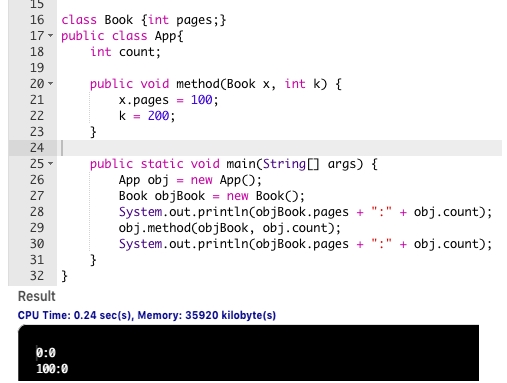 15
16 class Book {int pages;}
17 public class App{
18 int count;
19
20 public void method(Book x, int k) {
21 x.pages = 100;
22 k = 200;
23 }
24
25 public static void main(String[] args) {
26 App obj = new App();
27 Book objBook = new Book();
28 System.out.println(objBook.pages + ":" + obj.count);
29 obj.method(objBook, obj.count);
30 System.out.println(objBook.pages + ":" + obj.count);
31 }
32 }
Result
CPU Time: 0.24 sec(s), Memory: 35920 kilobyte(s)
0:0
100:0